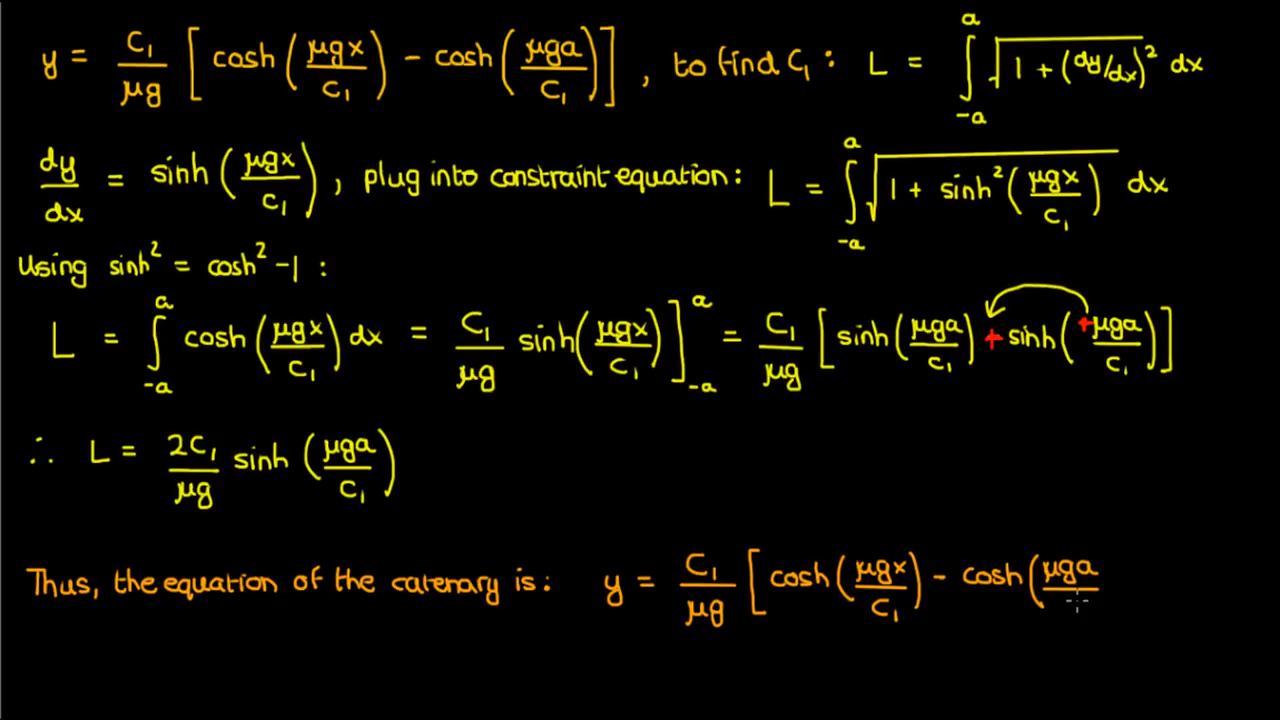 y = C₁/μg [cosh(μgx/C₁) - cosh(μga/C₁)], to find C₁: L = ∫₋ₐᵃ √(1 + (dy/dx)²) dx
dy/dx = sinh(μgx/C₁), plug into constraint equation: L = ∫₋ₐᵃ √(1 + sinh²(μgx/C₁)) dx
Using sinh² = cosh² - 1:
L = ∫₋ₐᵃ cosh(μgx/C₁) dx = C₁/μg sinh(μgx/C₁)]₋ₐᵃ = C₁/μg [sinh(μga/C₁) + sinh(+μga/C₁)]
∴ L = 2C₁/μg sinh(μga/C₁)
Thus, the equation of the catenary is: y = C₁/μg [cosh(μgx/C₁) - cosh(μga/